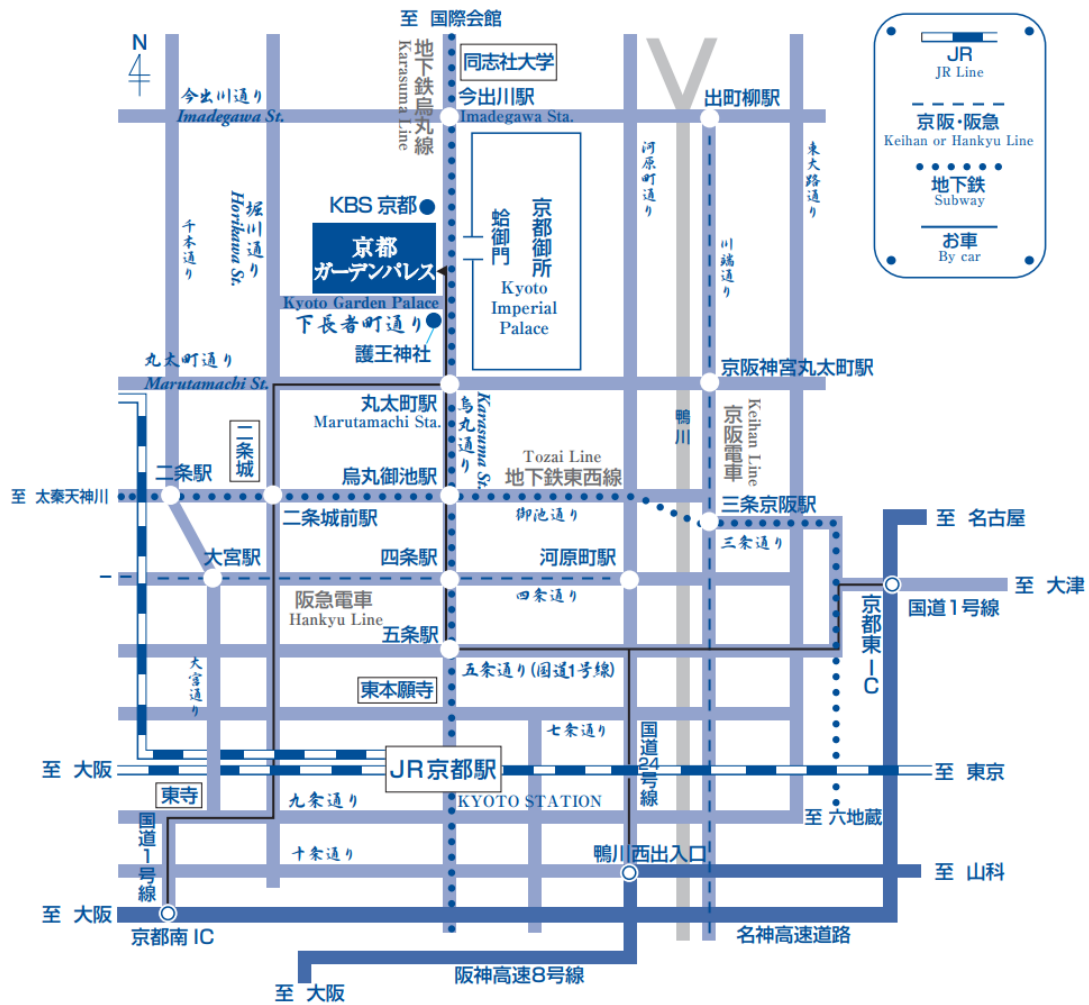 至 国際会館
N
地下鉄烏丸線
Karasuma Line
同志社大学
今出川通り
Imadegawa St.
今出川駅
Imadegawa Sta.
出町柳駅
JR
JR Line
京阪・阪急
Keihan or Hankyu Line
地下鉄
Subway
お車
By car
千本通り
堀川通り
Horikawa St.
KBS 京都
京都
ガーデンパレス
Kyoto Garden Palace
下長者町通り
護王神社
蛤御門
京都御所
Kyoto
Imperial
Palace
河原町通り
川端通り
東大路通り
丸太町通り
Marutamachi St.
丸太町駅
Marutamachi Sta.
烏丸通り
Karasuma St.
京阪神宮丸太町駅
鴨川
京阪電車
Keihan Line
二条城
二条駅
至 太秦天神川
烏丸御池駅
二条城前駅
Tozai Line
地下鉄東西線
御池通り
三条京阪駅
三条通り
至 名古屋
大宮駅
四条駅
河原町駅
阪急電車
Hankyu Line
四条通り
京都東IC
国道1号線
至 大津
五条駅
五条通り(国道1号線)
大宮通り
東本願寺
七条通り
国道24号線
至 大阪
JR京都駅
KYOTO STATION
至 東京
東寺
九条通り
至 六地蔵
国道1号線
十条通り
鴨川西出入口
至 山科
至 大阪
京都南IC
名神高速道路
阪神高速8号線
至 大阪